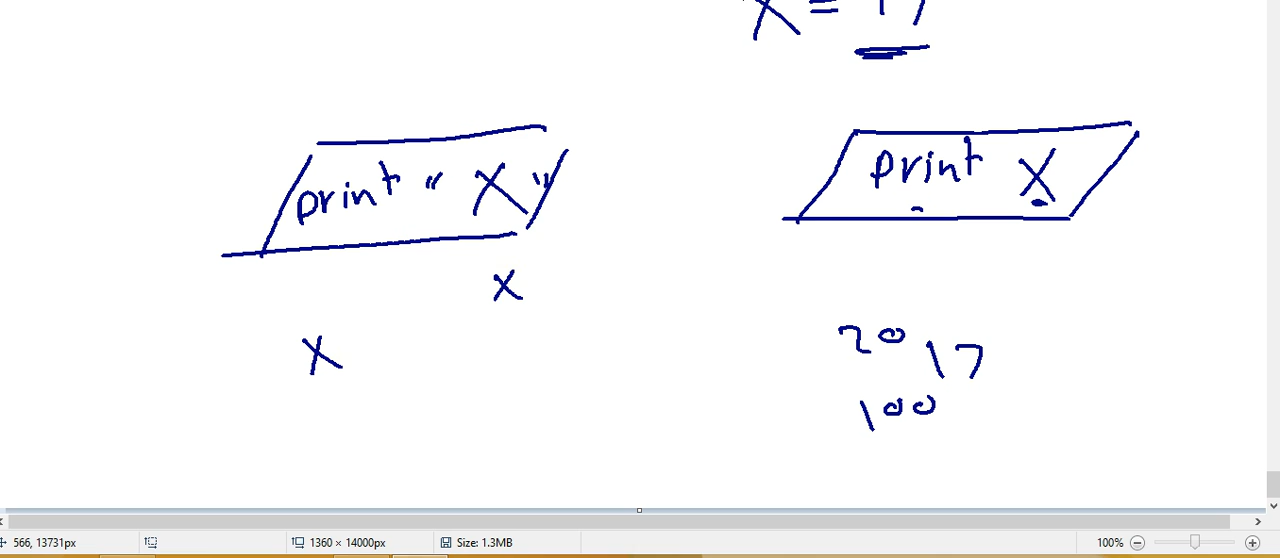 X = 17
print " X "
print X
X
X
20 17
100
566, 13731px
1360 × 14000px
Size: 1.3MB
100%